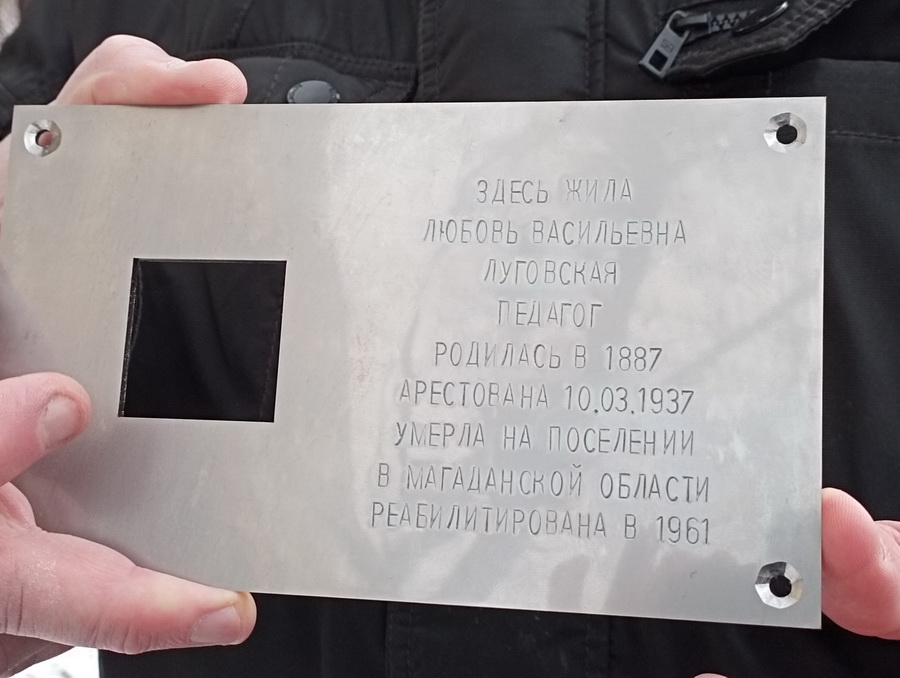 ЗДЕСЬ ЖИЛА
ЛЮБОВЬ ВАСИЛЬЕВНА
ЛУГОВСКАЯ
ПЕДАГОГ
РОДИЛАСЬ В 1887
АРЕСТОВАНА 10.03.1937
УМЕРЛА НА ПОСЕЛЕНИИ
В МАГАДАНСКОЙ ОБЛАСТИ
РЕАБИЛИТИРОВАНА В 1961